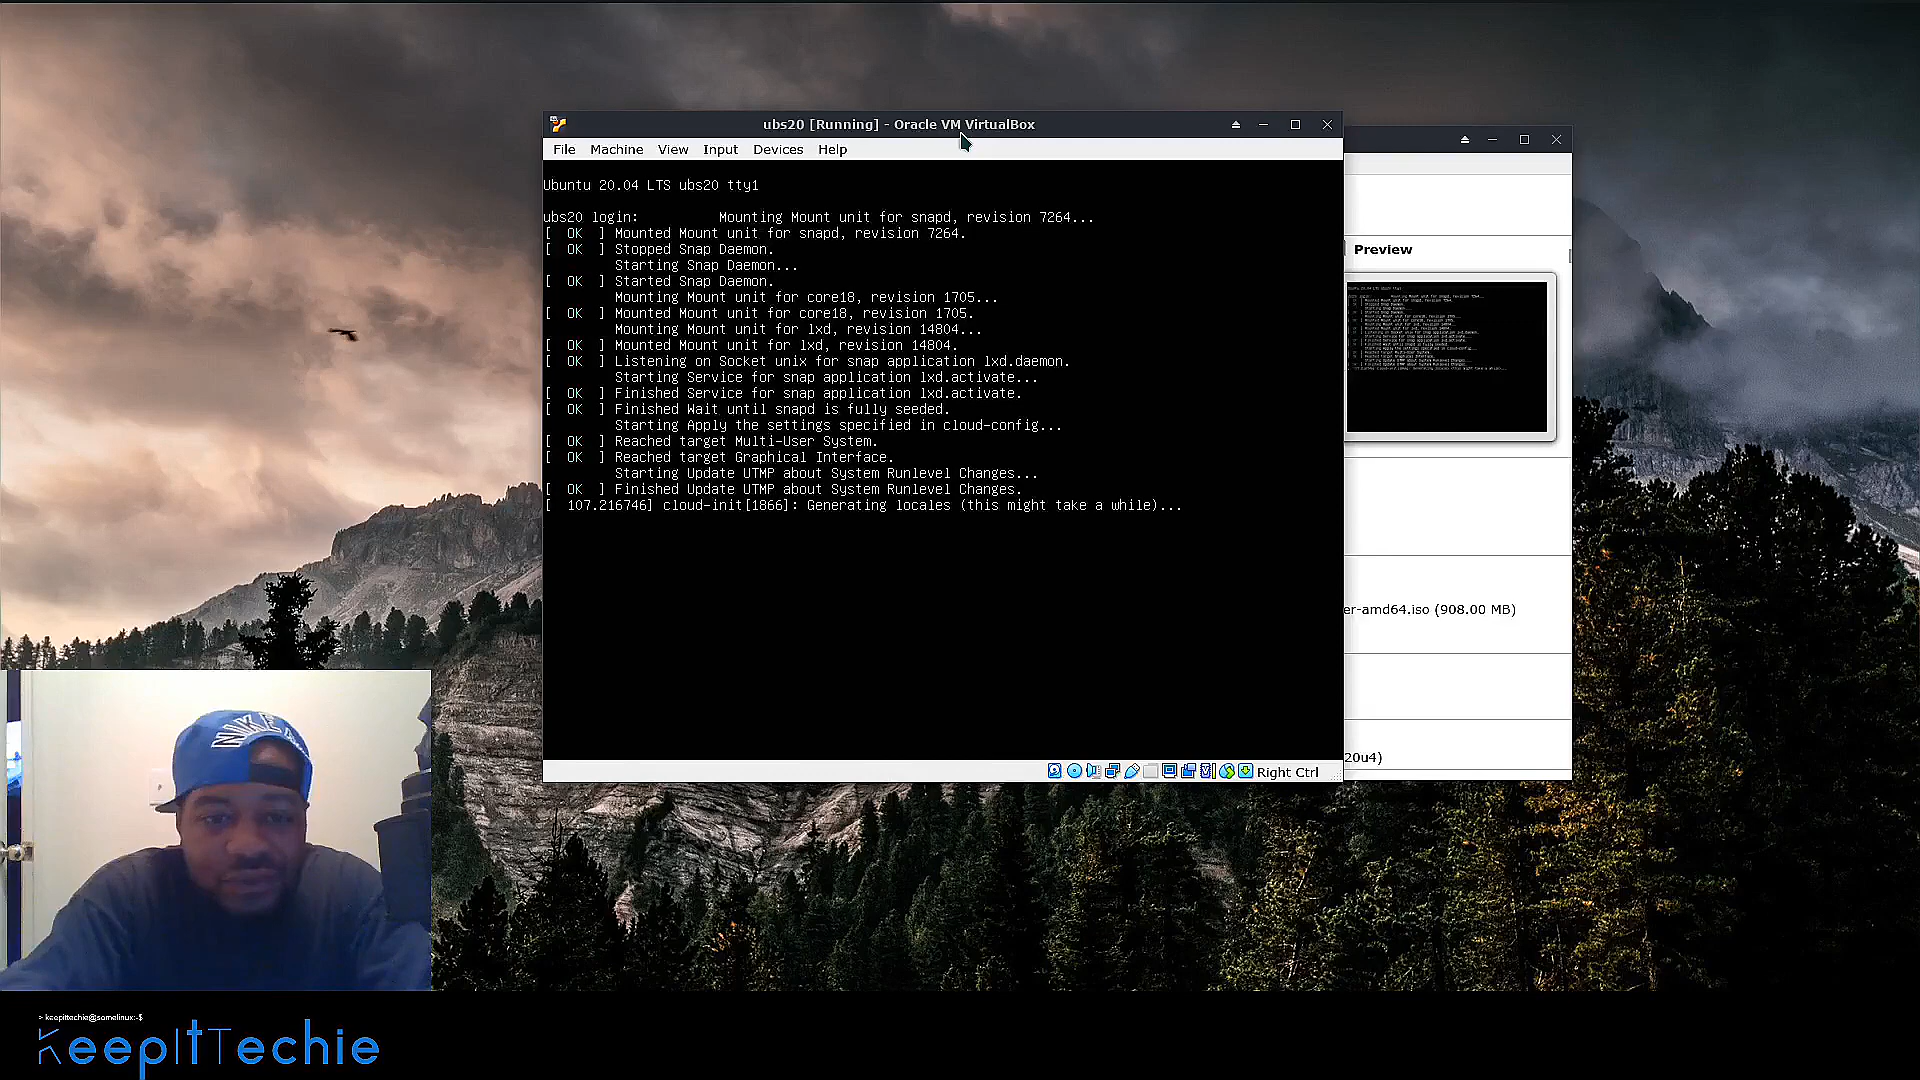 ubs20 [Running] - Oracle VM VirtualBox
File Machine View Input Devices Help
Ubuntu 20.04 LTS ubs20 tty1
ubs20 login: Mounting Mount unit for snapd, revision 7264...
[ OK ] Mounted Mount unit for snapd, revision 7264.
[ OK ] Stopped Snap Daemon.
Starting Snap Daemon...
[ OK ] Started Snap Daemon.
Mounting Mount unit for core18, revision 1705...
[ OK ] Mounted Mount unit for core18, revision 1705.
Mounting Mount unit for lxd, revision 14804...
[ OK ] Mounted Mount unit for lxd, revision 14804.
[ OK ] Listening on Socket unix for snap application lxd.daemon.
Starting Service for snap application lxd.activate...
[ OK ] Finished Service for snap application lxd.activate.
[ OK ] Finished Wait until snapd is fully seeded.
Starting Apply the settings specified in cloud-config...
[ OK ] Reached target Multi-User System.
[ OK ] Reached target Graphical Interface.
Starting Update UTMP about System Runlevel Changes...
[ OK ] Finished Update UTMP about System Runlevel Changes.
[ 107.216746] cloud-init[1866]: Generating locales (this might take a while)...
Right Ctrl
Preview
er-amd64.iso (908.00 MB)
20u4)
> keepittechie@somelinux:~$
KeepItTechie